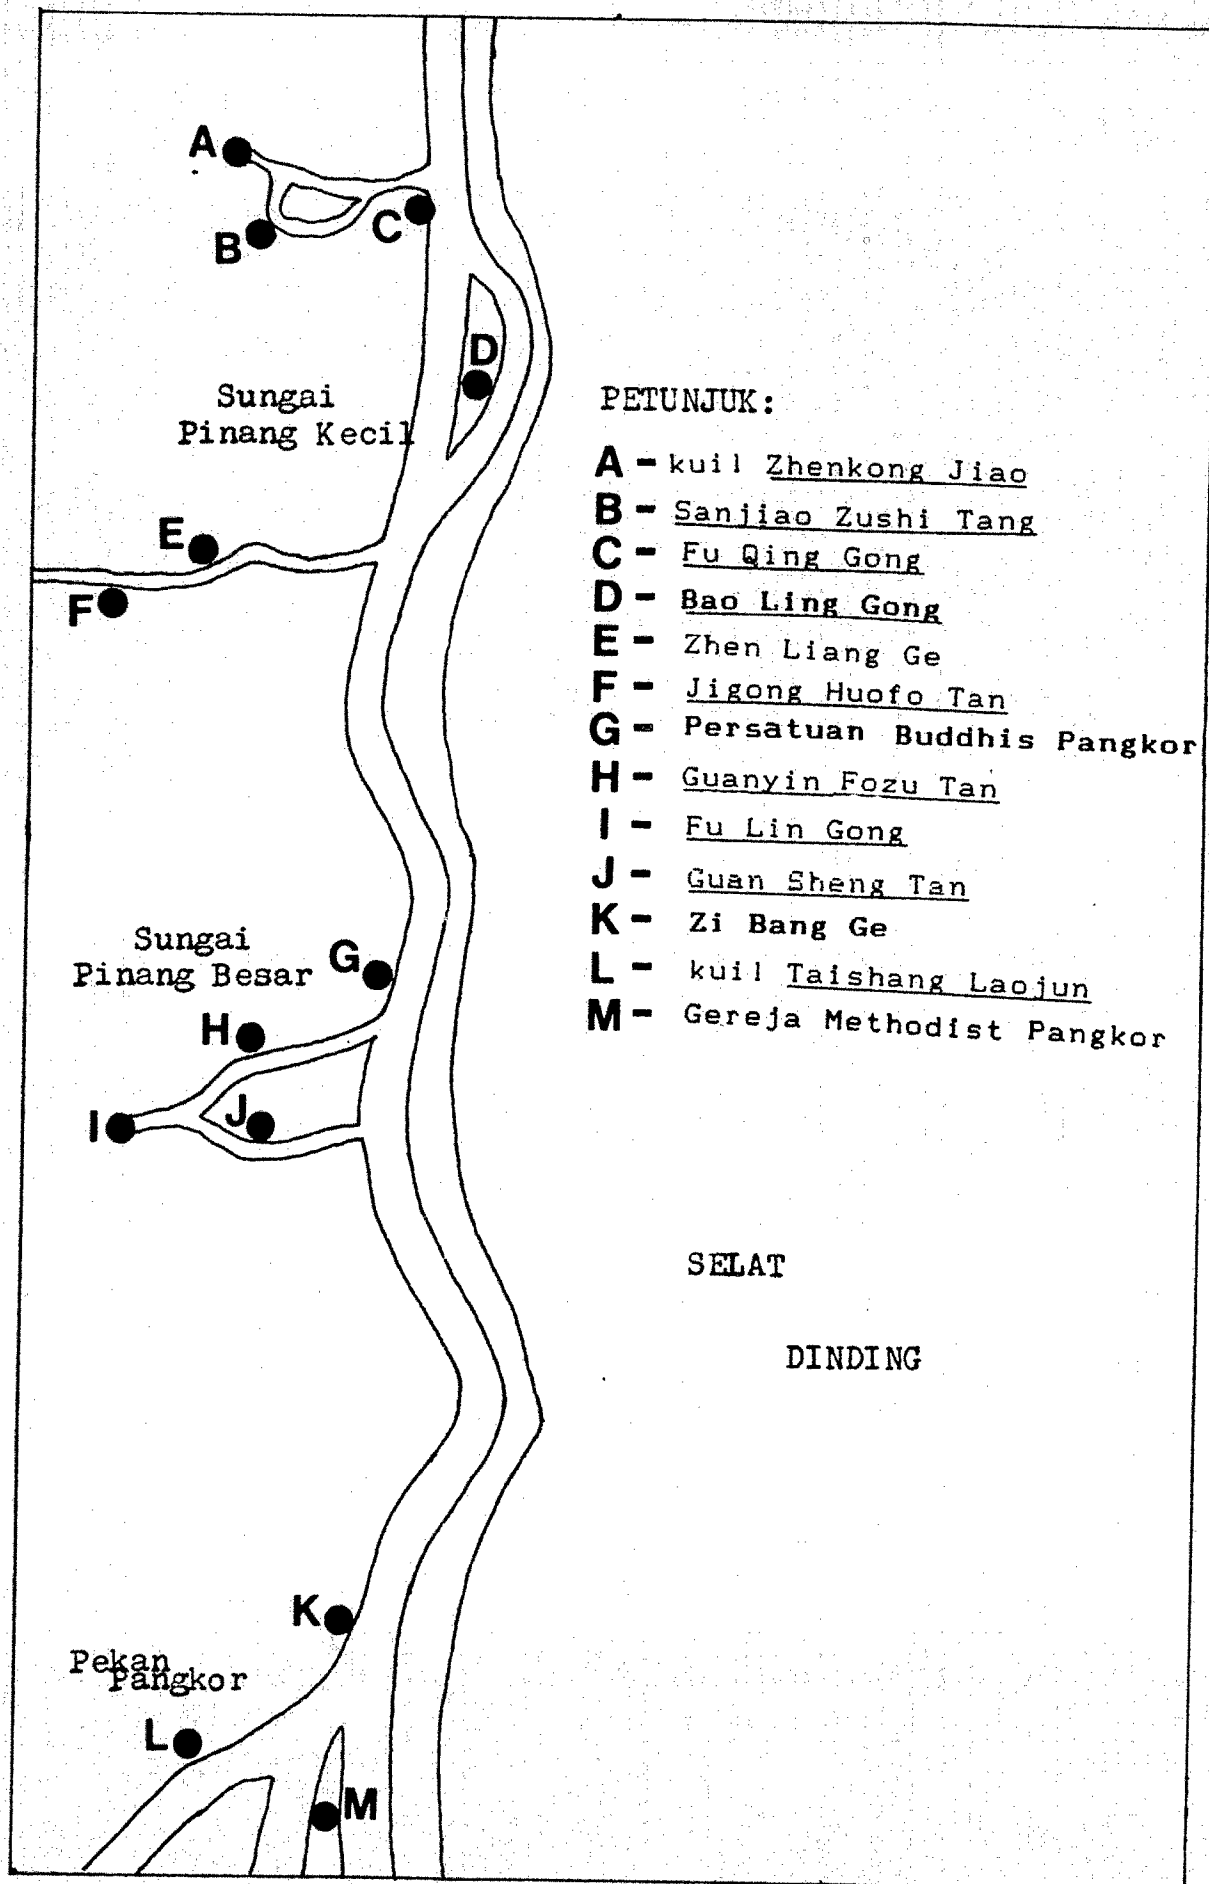 A
B
C
D
Sungai
Pinang Kecil
E
F
PETUNJUK:
A - kuil Zhenkong Jiao
B - Sanjiao Zushi Tang
C - Fu Qing Gong
D - Bao Ling Gong
E - Zhen Liang Ge
F - Jigong Huofo Tan
G - Persatuan Buddhis Pangkor
H - Guanyin Fozu Tan
I - Fu Lin Gong
J - Guan Sheng Tan
K - Zi Bang Ge
L - kuil Taishang Laojun
M - Gereja Methodist Pangkor
Sungai
Pinang Besar
G
H
I
J
SELAT
DINDING
K
Pekan
Pangkor
L
M